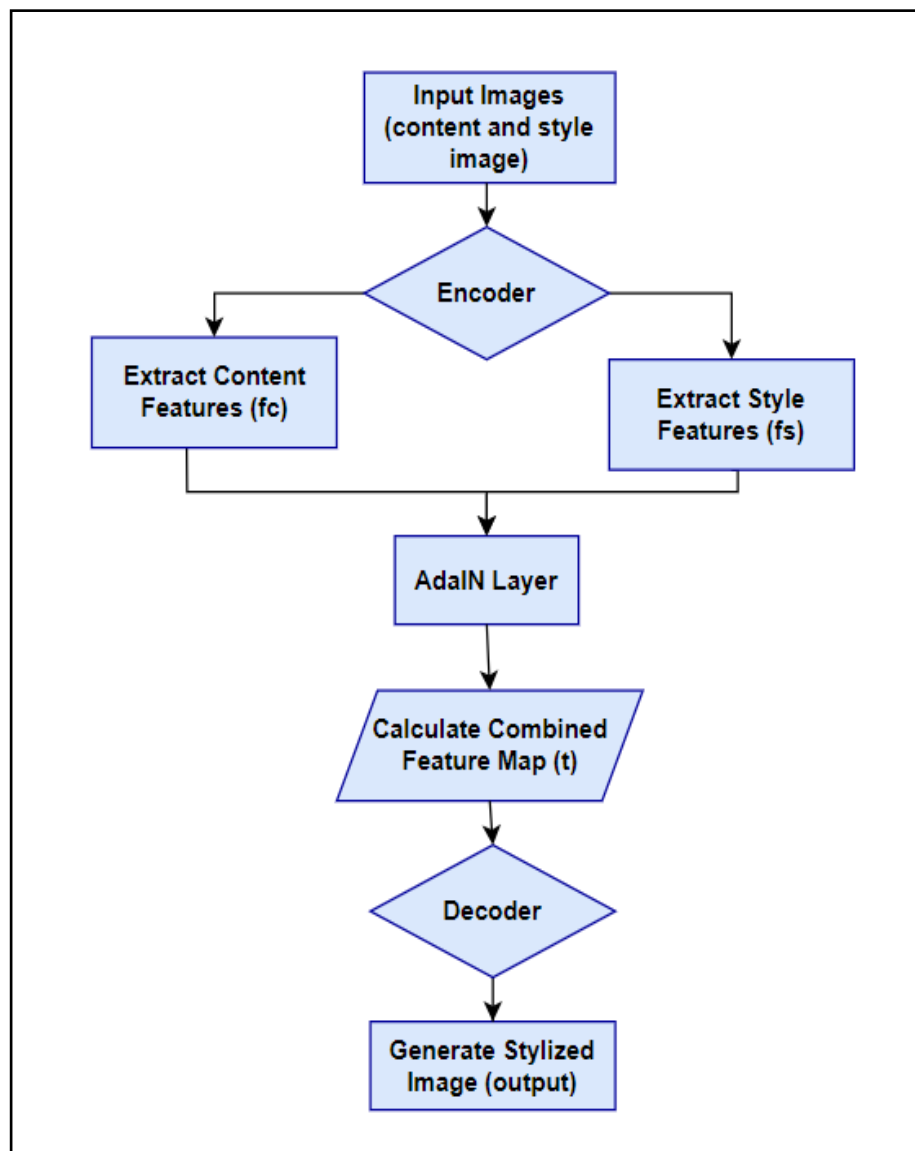 Input Images
(content and style
image)
Encoder
Extract Content
Features (fc)
Extract Style
Features (fs)
AdaIN Layer
Calculate Combined
Feature Map (t)
Decoder
Generate Stylized
Image (output)